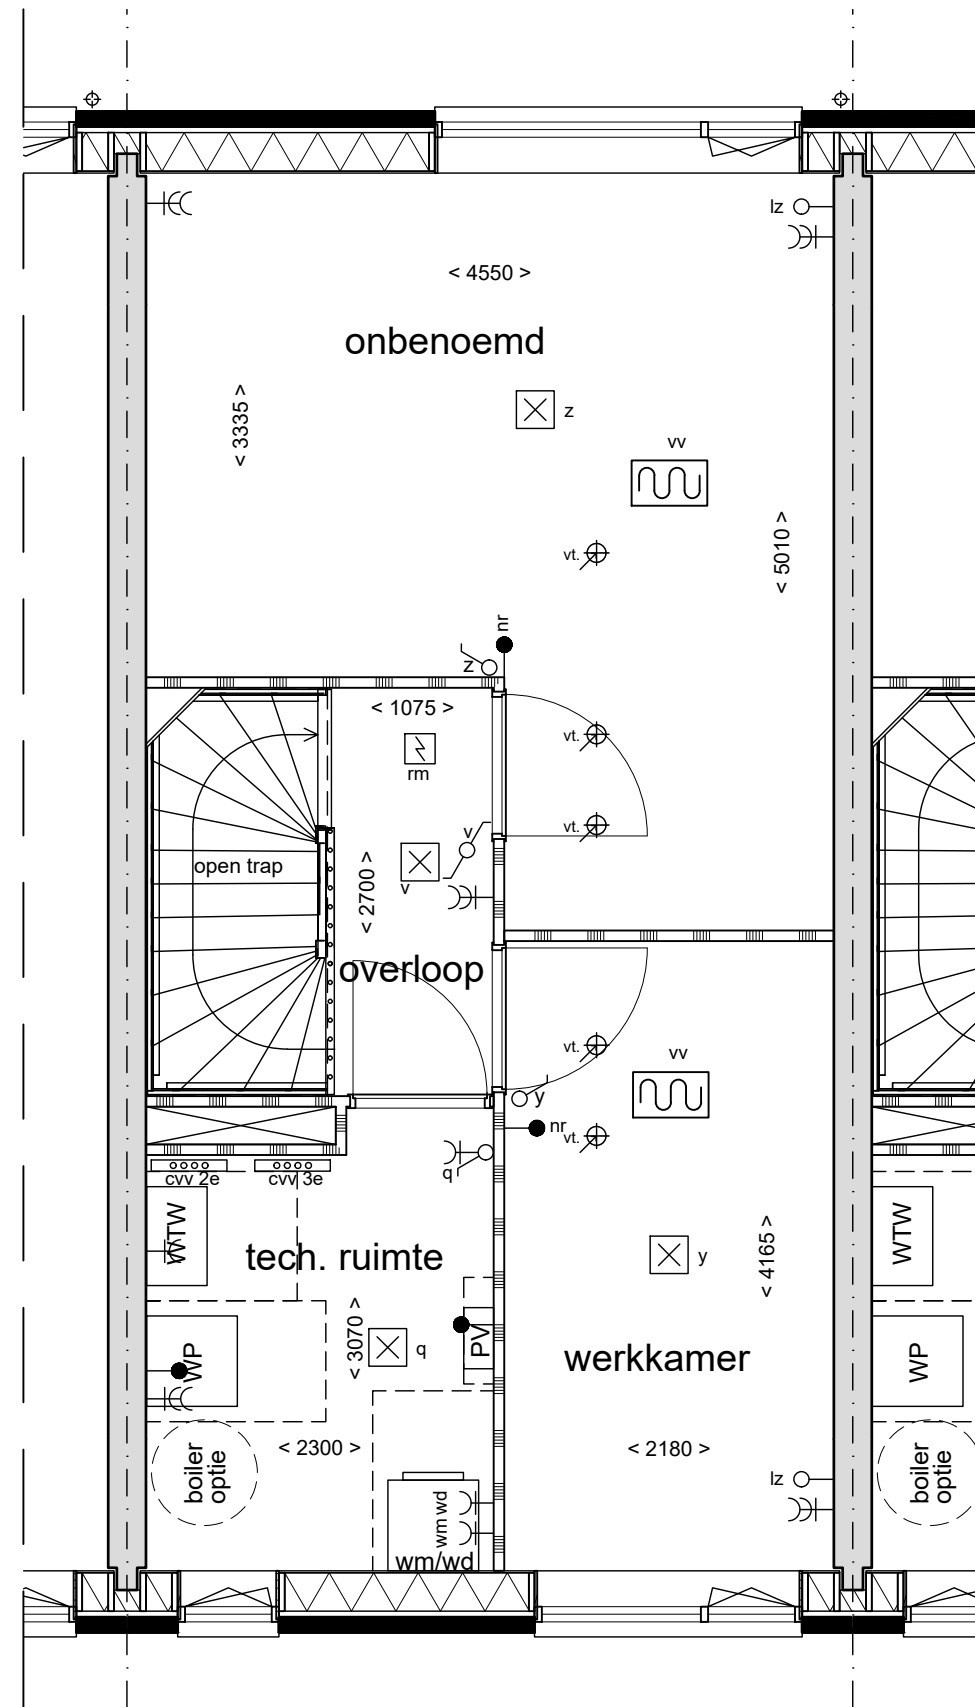 lz
< 4550 >
onbenoemd
< 3335 >
z
vv
< 5010 >
vt.
nr
z
< 1075 >
rm
vt.
v
v
vt.
open trap
< 2700 >
overloop
vt.
vv
y
nr
vt.
q
cvv 2e
cvv 3e
WTW
WTW
tech. ruimte
y
< 4165 >
< 3070 >
q
PV
WP
werkkamer
WP
< 2300 >
< 2180 >
boiler
optie
lz
boiler
optie
wm wd
wm/wd